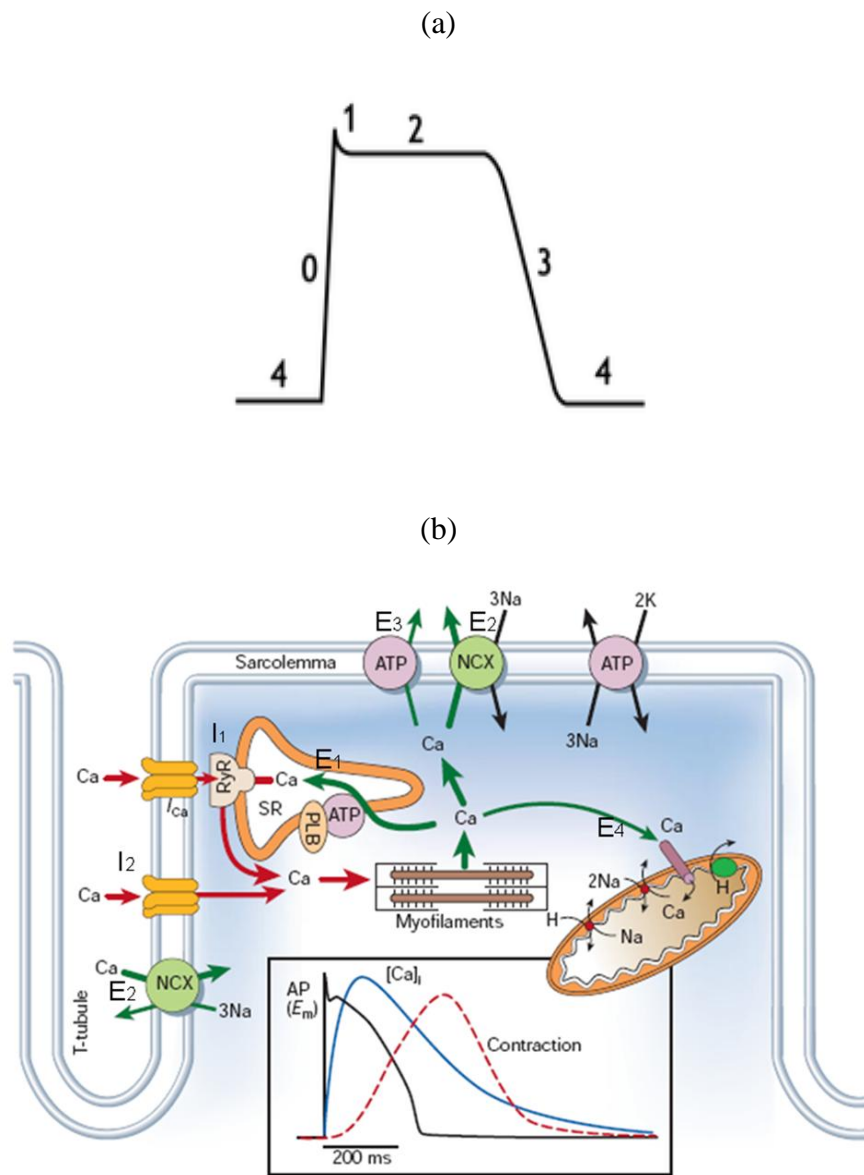 (a)
1
2
0
3
4
4
(b)
3Na
2K
E3
E2
Sarcolemma
ATP
NCX
ATP
3Na
I1
Ca
E1
Ca
RyR
Ca
ICa
SR
PLB
ATP
Ca
E4
Ca
I2
Ca
Ca
Myofilaments
2Na
Ca
H
H
Na
Ca
E2
NCX
3Na
T-tubule
AP
(Em)
[Ca]i
Contraction
200 ms